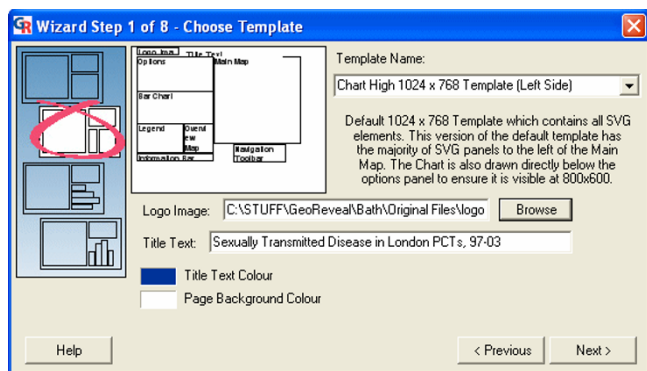 GR Wizard Step 1 of 8 - Choose Template
Logo Ima
Title Text
Options
Main Map
Bar Chart
Legend
Overvi
ew
Map
Navigation
Toolbar
Information Bar
Template Name:
Chart High 1024 x 768 Template (Left Side)
Default 1024 x 768 Template which contains all SVG
elements. This version of the default template has
the majority of SVG panels to the left of the Main
Map. The Chart is also drawn directly below the
options panel to ensure it is visible at 800x600.
Logo Image: C:\STUFF\GeoReveal\Bath\Original Files\logo Browse
Title Text: Sexually Transmitted Disease in London PCTs, 97-03
Title Text Colour
Page Background Colour
Help < Previous Next >